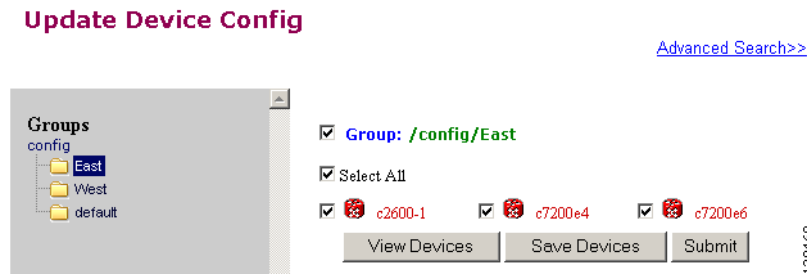 Update Device Config
Advanced Search>>
Groups
config
East
West
default
Group: /config/East
Select All
c2600-1 c7200e4 c7200e6
View Devices Save Devices Submit